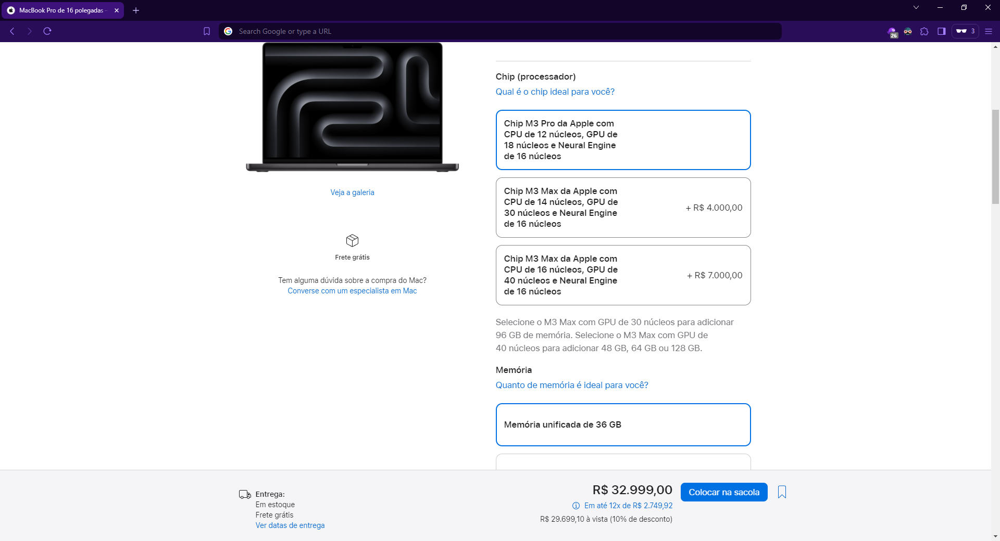 MacBook Pro de 16 polegadas -
Search Google or type a URL
26
3
Chip (processador)
Qual é o chip ideal para você?
Chip M3 Pro da Apple com
CPU de 12 núcleos, GPU de
18 núcleos e Neural Engine
de 16 núcleos
Chip M3 Max da Apple com
CPU de 14 núcleos, GPU de
30 núcleos e Neural Engine
de 16 núcleos
+ R$ 4.000,00
Chip M3 Max da Apple com
CPU de 16 núcleos, GPU de
40 núcleos e Neural Engine
de 16 núcleos
+ R$ 7.000,00
Selecione o M3 Max com GPU de 30 núcleos para adicionar
96 GB de memória. Selecione o M3 Max com GPU de
40 núcleos para adicionar 48 GB, 64 GB ou 128 GB.
Memória
Quanto de memória é ideal para você?
Memória unificada de 36 GB
Veja a galeria
Frete grátis
Tem alguma dúvida sobre a compra do Mac?
Converse com um especialista em Mac
Entrega:
Em estoque
Frete grátis
Ver datas de entrega
R$ 32.999,00
Em até 12x de R$ 2.749,92
R$ 29.699,10 à vista (10% de desconto)
Colocar na sacola